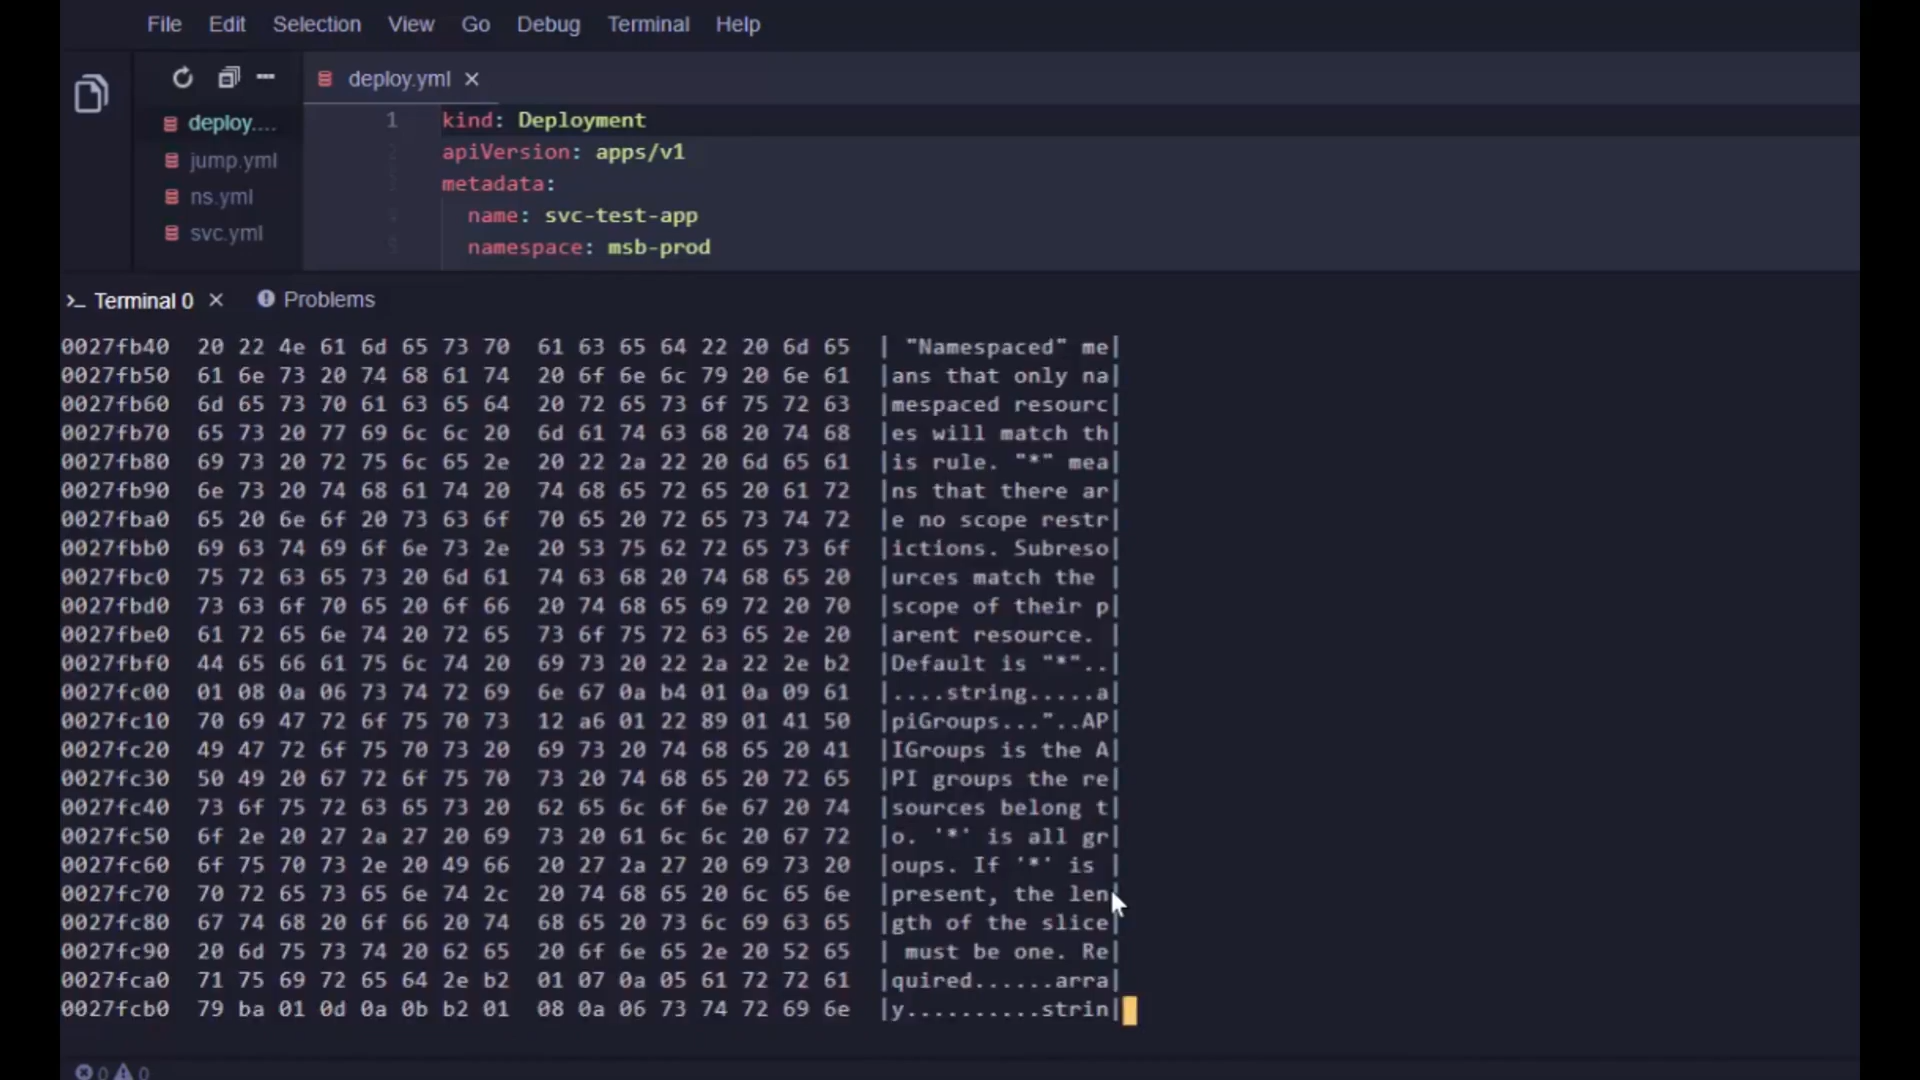 File Edit Selection View Go Debug Terminal Help
deploy.yml
deploy....
jump.yml
ns.yml
svc.yml
1 kind: Deployment
apiVersion: apps/v1
metadata:
name: svc-test-app
namespace: msb-prod
>_ Terminal 0 Problems
0027fb40 20 22 4e 61 6d 65 73 70 61 63 65 64 22 20 6d 65 | "Namespaced" me|
0027fb50 61 6e 73 20 74 68 61 74 20 6f 6e 6c 79 20 6e 61 |ans that only na|
0027fb60 6d 65 73 70 61 63 65 64 20 72 65 73 6f 75 72 63 |mespaced resourc|
0027fb70 65 73 20 77 69 6c 6c 20 6d 61 74 63 68 20 74 68 |es will match th|
0027fb80 69 73 20 72 75 6c 65 2e 20 22 2a 22 20 6d 65 61 |is rule. "*" mea|
0027fb90 6e 73 20 74 68 61 74 20 74 68 65 72 65 20 61 72 |ns that there ar|
0027fba0 65 20 6e 6f 20 73 63 6f 70 65 20 72 65 73 74 72 |e no scope restr|
0027fbb0 69 63 74 69 6f 6e 73 2e 20 53 75 62 72 65 73 6f |ictions. Subreso|
0027fbc0 75 72 63 65 73 20 6d 61 74 63 68 20 74 68 65 20 |urces match the |
0027fbd0 73 63 6f 70 65 20 6f 66 20 74 68 65 69 72 20 70 |scope of their p|
0027fbe0 61 72 65 6e 74 20 72 65 73 6f 75 72 63 65 2e 20 |arent resource. |
0027fbf0 44 65 66 61 75 6c 74 20 69 73 20 22 2a 22 2e b2 |Default is "*"..|
0027fc00 01 08 0a 06 73 74 72 69 6e 67 0a b4 01 0a 09 61 |....string.....a|
0027fc10 70 69 47 72 6f 75 70 73 12 a6 01 22 89 01 41 50 |piGroups..."..AP|
0027fc20 49 47 72 6f 75 70 73 20 69 73 20 74 68 65 20 41 |IGroups is the A|
0027fc30 50 49 20 67 72 6f 75 70 73 20 74 68 65 20 72 65 |PI groups the re|
0027fc40 73 6f 75 72 63 65 73 20 62 65 6c 6f 6e 67 20 74 |sources belong t|
0027fc50 6f 2e 20 27 2a 27 20 69 73 20 61 6c 6c 20 67 72 |o. '*' is all gr|
0027fc60 6f 75 70 73 2e 20 49 66 20 27 2a 27 20 69 73 20 |oups. If '*' is |
0027fc70 70 72 65 73 65 6e 74 2c 20 74 68 65 20 6c 65 6e |present, the len|
0027fc80 67 74 68 20 6f 66 20 74 68 65 20 73 6c 69 63 65 |gth of the slice|
0027fc90 20 6d 75 73 74 20 62 65 20 6f 6e 65 2e 20 52 65 | must be one. Re|
0027fca0 71 75 69 72 65 64 2e b2 01 07 0a 05 61 72 72 61 |quired......arra|
0027fcb0 79 ba 01 0d 0a 0b b2 01 08 0a 06 73 74 72 69 6e |y..........strin|
0 0